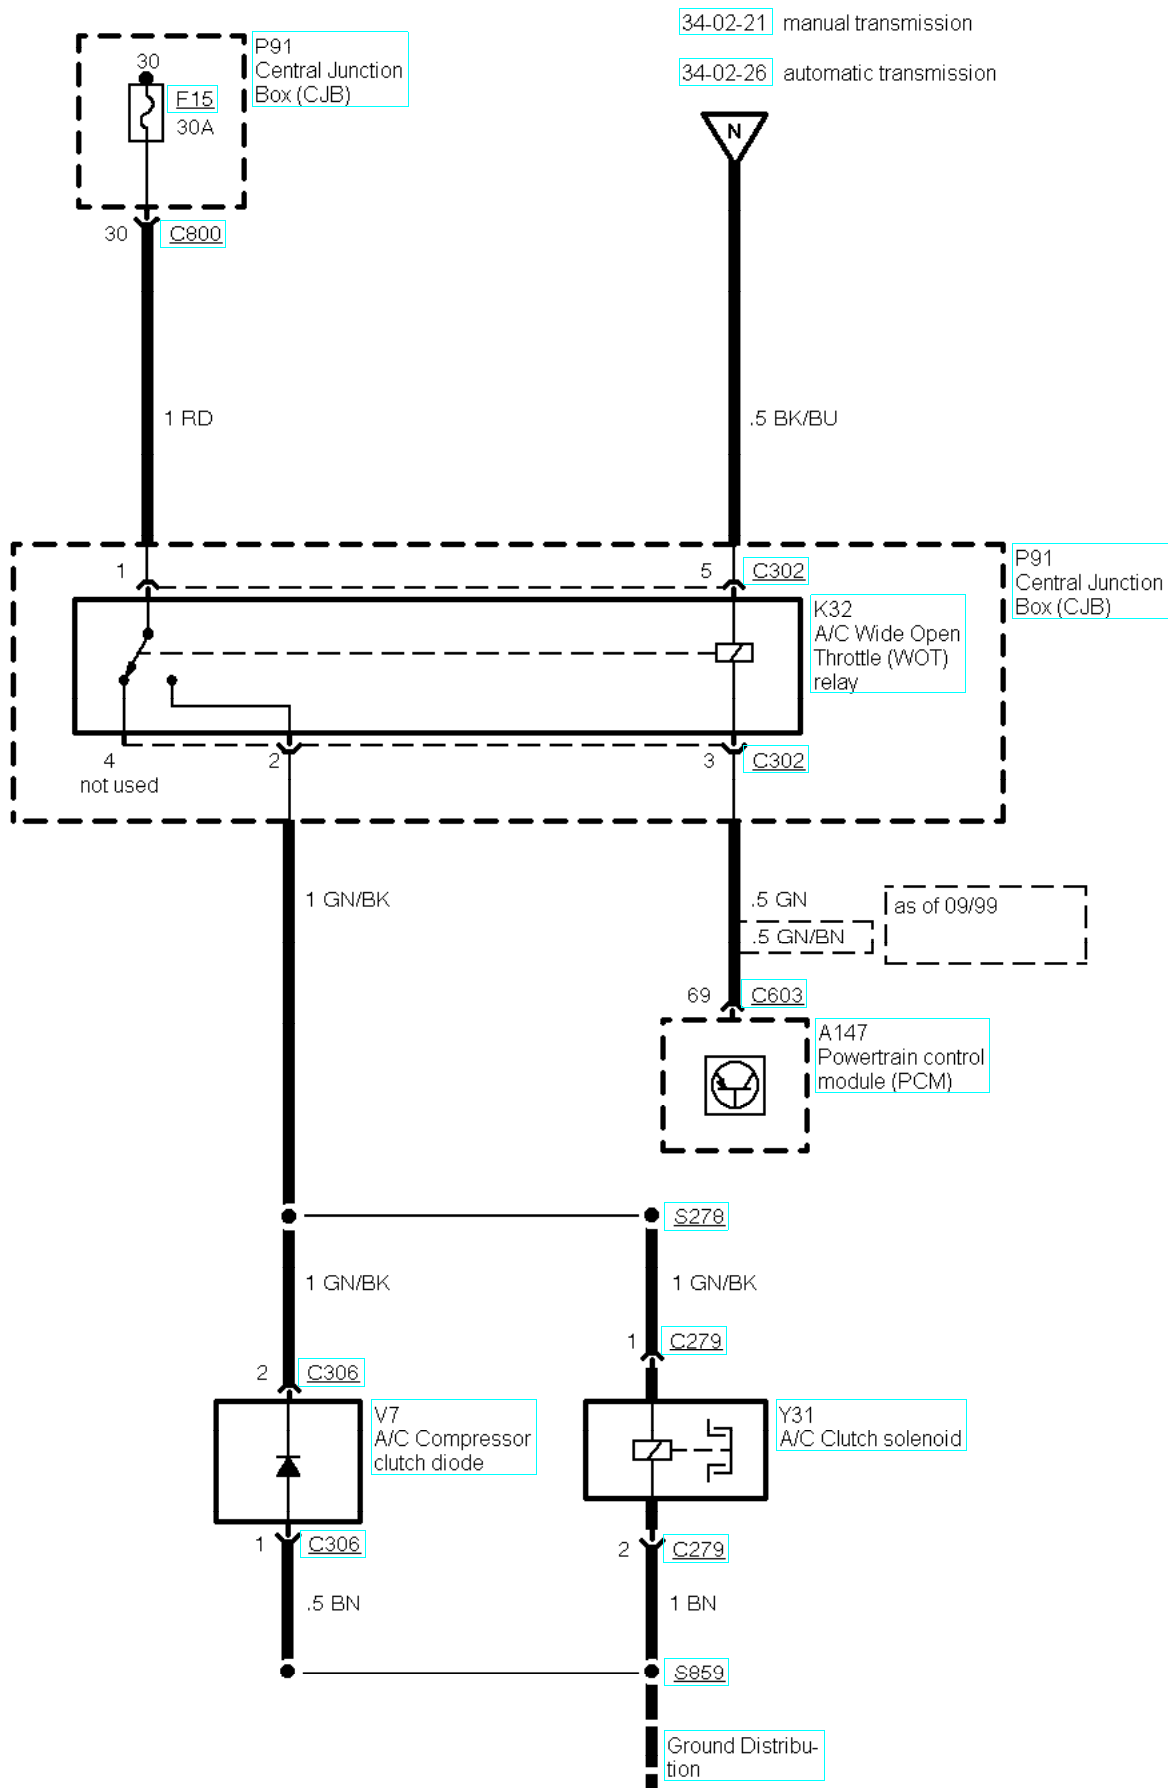 34-02-21 manual transmission
34-02-26 automatic transmission
P91
Central Junction
Box (CJB)
30
F15
30A
N
30 C800
1 RD
.5 BK/BU
P91
Central Junction
Box (CJB)
1
5 C302
K32
A/C Wide Open
Throttle (WOT)
relay
4
not used
2
3 C302
1 GN/BK
.5 GN
.5 GN/BN
as of 09/99
69 C603
A147
Powertrain control
module (PCM)
S278
1 GN/BK
1 GN/BK
1 C279
2 C306
V7
A/C Compressor
clutch diode
Y31
A/C Clutch solenoid
1 C306
2 C279
.5 BN
1 BN
S859
Ground Distribu-
tion